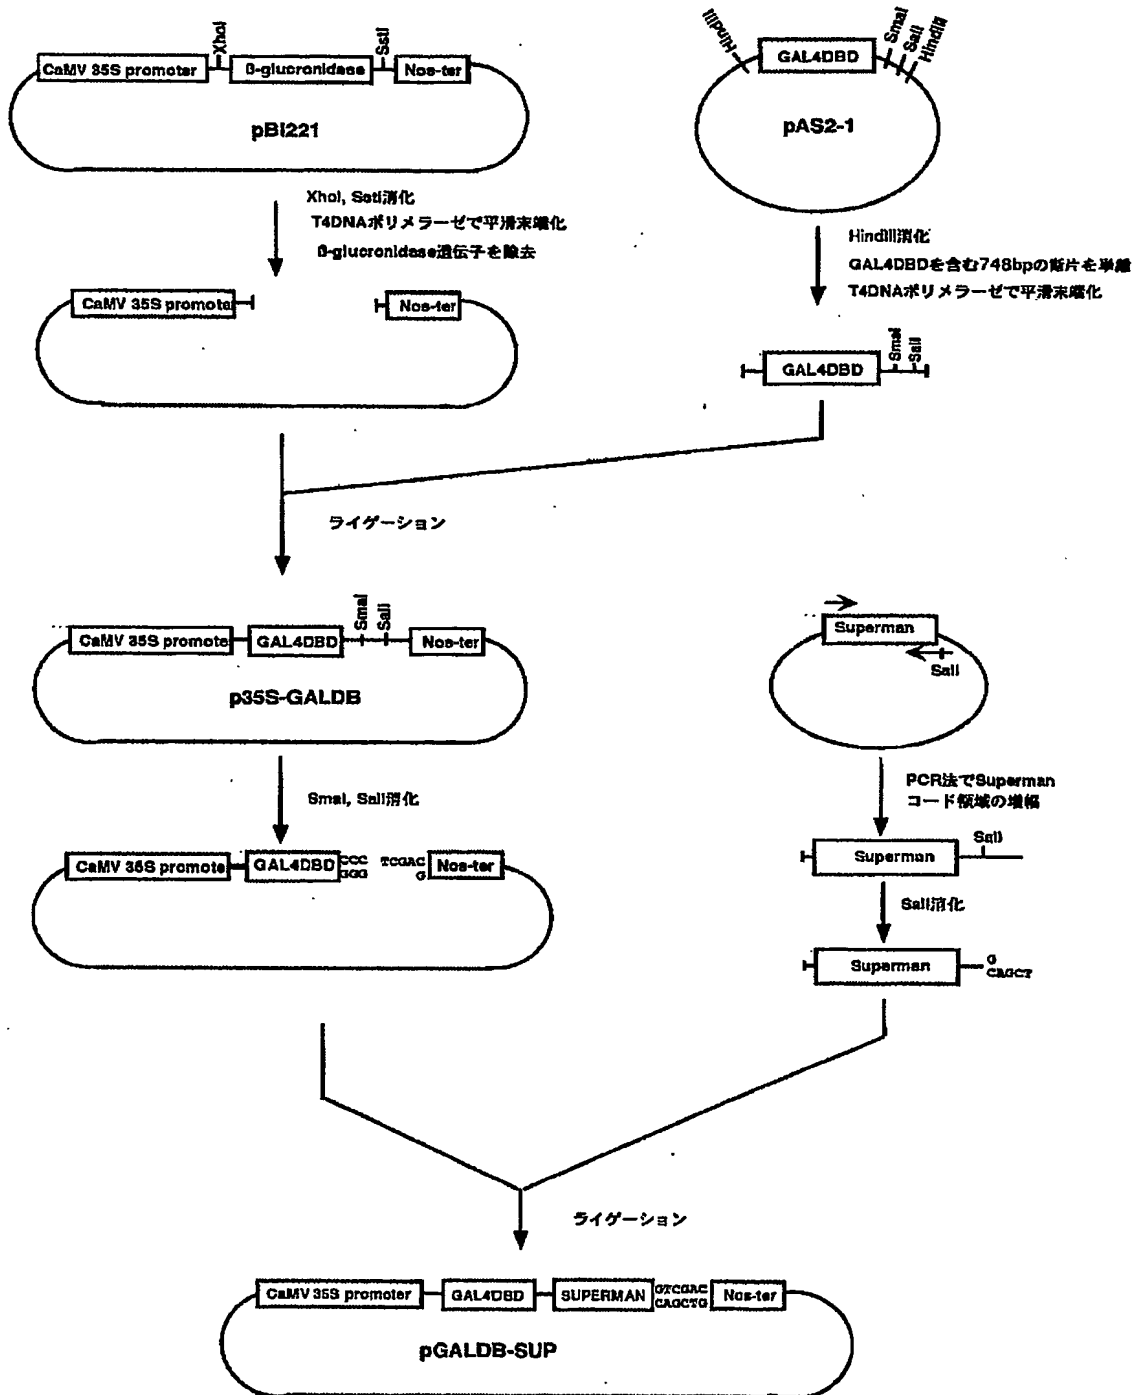 XhoI
SstI
CaMV 35S promoter
β-glucronidase
Nos-ter
pBI221
HindIII
GAL4DBD
SmaI
SalI
HindIII
pAS2-1
XhoI, SstI消化
T4DNAポリメラーゼで平滑末端化
β-glucronidase遺伝子を除去
HindIII消化
GAL4DBDを含む748bpの断片を単離
T4DNAポリメラーゼで平滑末端化
CaMV 35S promoter
Nos-ter
GAL4DBD
SmaI
SalI
ライゲーション
CaMV 35S promote
GAL4DBD
SmaI
SalI
Nos-ter
p35S-GALDB
Superman
SalI
SmaI, SalI消化
PCR法でSuperman
コード領域の増幅
CaMV 35S promote
GAL4DBD
CCC
GGG
TCGAC
G
Nos-ter
Superman
SalI
SalI消化
Superman
G
CAGCT
ライゲーション
CaMV 35S promoter
GAL4DBD
SUPERMAN
GTCGAC
CAGCTG
Nos-ter
pGALDB-SUP